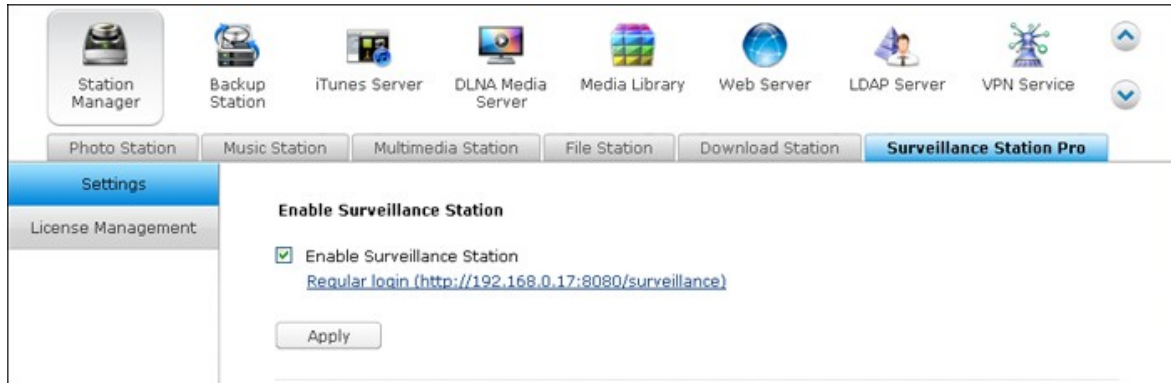 Station Manager
Backup Station
iTunes Server
DLNA Media Server
Media Library
Web Server
LDAP Server
VPN Service
Photo Station
Music Station
Multimedia Station
File Station
Download Station
Surveillance Station Pro
Settings
License Management
Enable Surveillance Station
Enable Surveillance Station
Regular login (http://192.168.0.17:8080/surveillance)
Apply